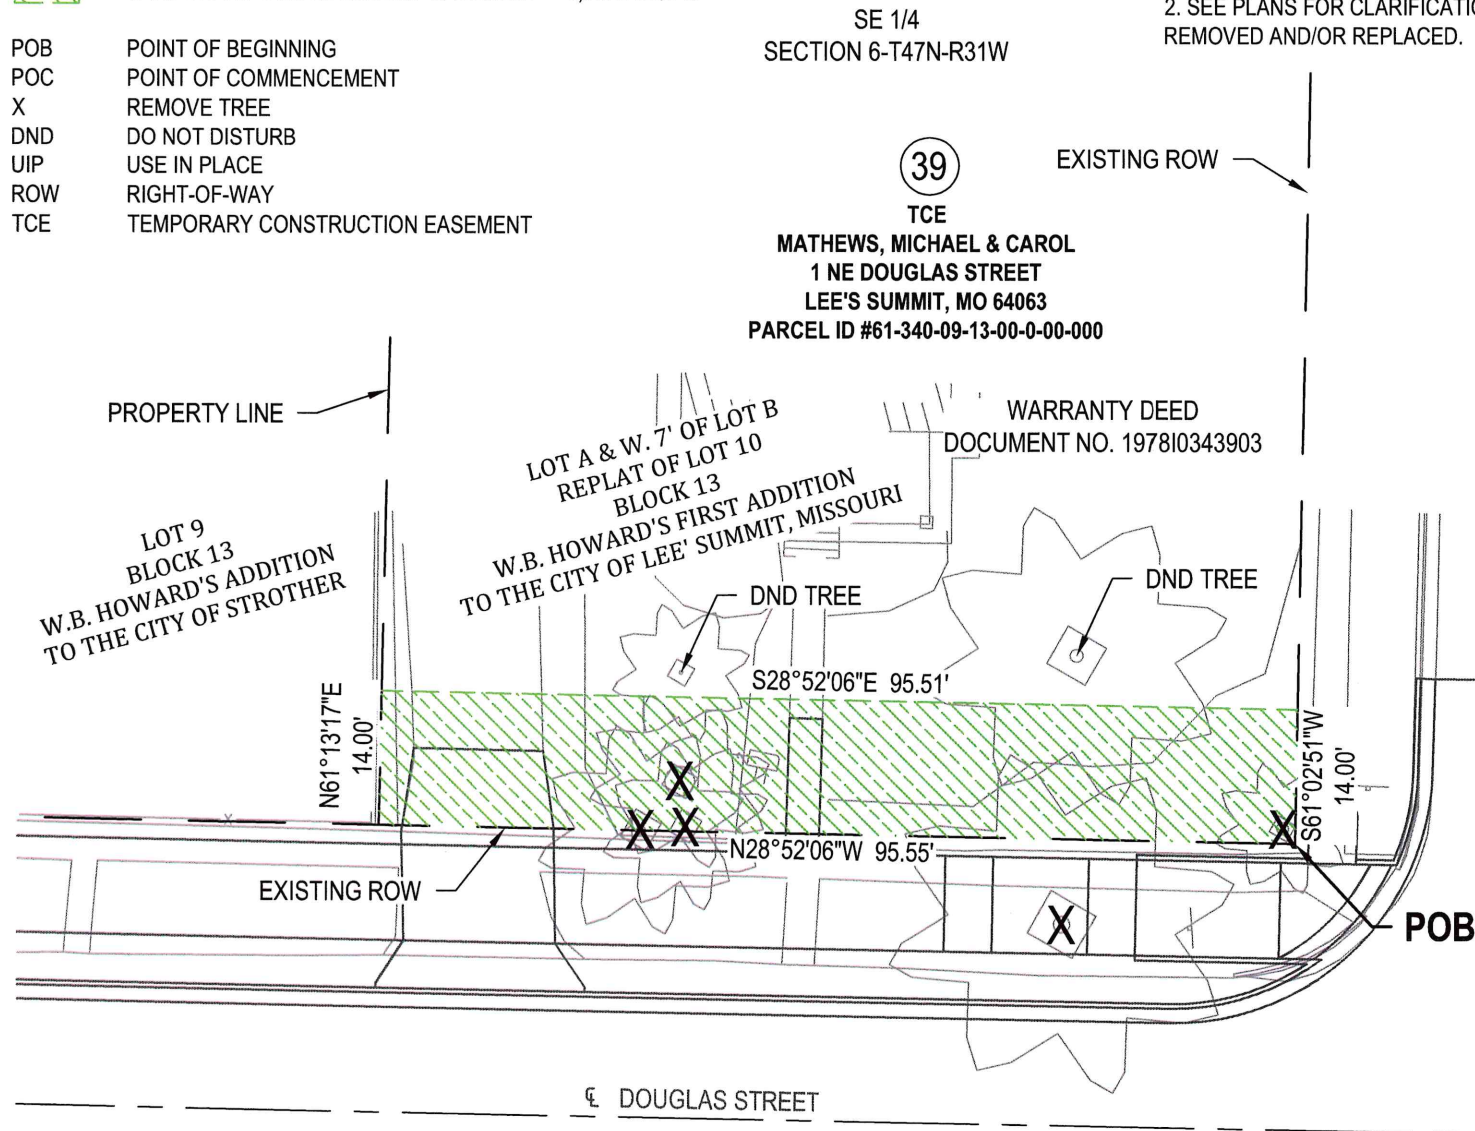 POB POINT OF BEGINNING
POC POINT OF COMMENCEMENT
X REMOVE TREE
DND DO NOT DISTURB
UIP USE IN PLACE
ROW RIGHT-OF-WAY
TCE TEMPORARY CONSTRUCTION EASEMENT
SE 1/4
SECTION 6-T47N-R31W
2. SEE PLANS FOR CLARIFICATIO
REMOVED AND/OR REPLACED.
39
TCE
MATHEWS, MICHAEL & CAROL
1 NE DOUGLAS STREET
LEE'S SUMMIT, MO 64063
PARCEL ID #61-340-09-13-00-0-00-000
EXISTING ROW
PROPERTY LINE
WARRANTY DEED
DOCUMENT NO. 1978I0343903
LOT A & W. 7' OF LOT B
REPLAT OF LOT 10
BLOCK 13
W.B. HOWARD'S FIRST ADDITION
TO THE CITY OF LEE' SUMMIT, MISSOURI
LOT 9
BLOCK 13
W.B. HOWARD'S ADDITION
TO THE CITY OF STROTHER
DND TREE
DND TREE
S28°52'06"E 95.51'
N61°13'17"E
14.00'
S61°02'51"W
14.00'
X
X
X
X
N28°52'06"W 95.55'
EXISTING ROW
X
POB
℄ DOUGLAS STREET